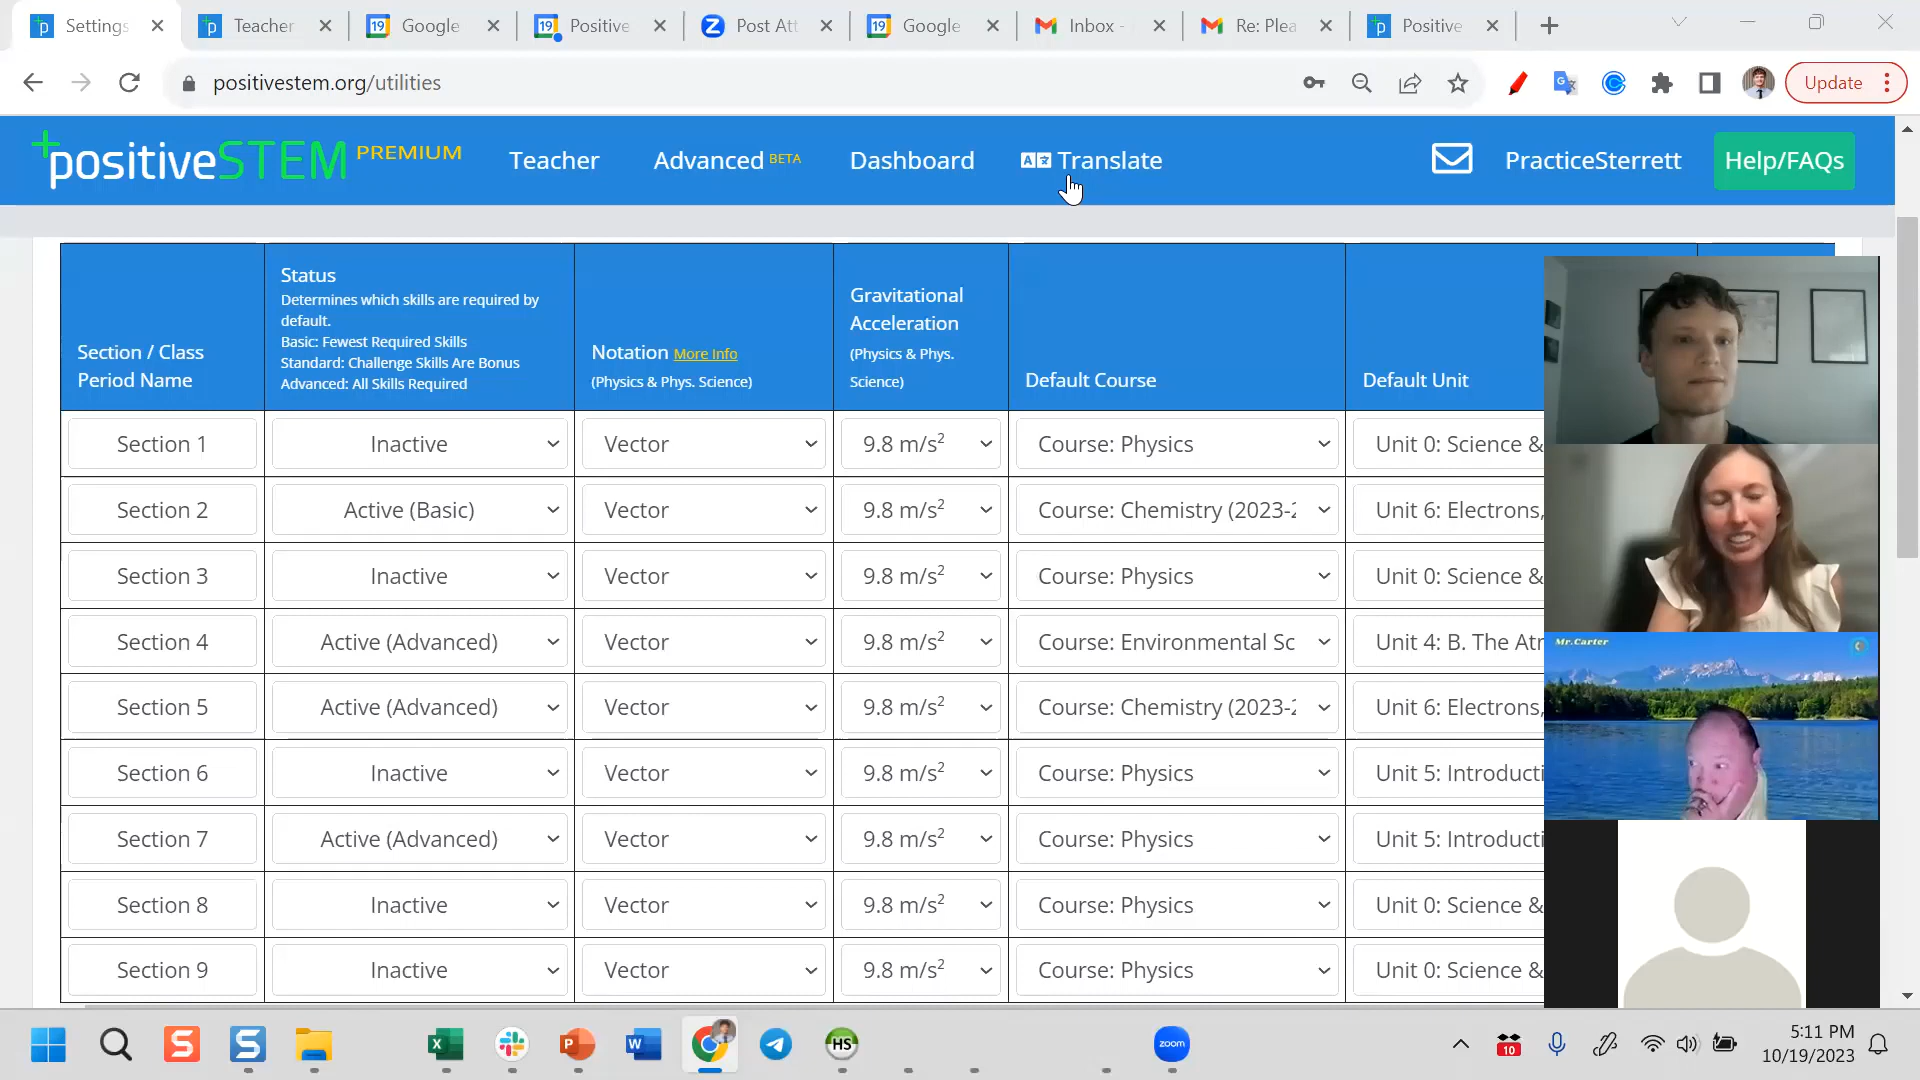 Settings
Teacher
Google
Positive
Post Att
Google
Inbox -
Re: Plea
Positive
positivestem.org/utilities
Update
positiveSTEM PREMIUM
Teacher
Advanced BETA
Dashboard
Translate
PracticeSterrett
Help/FAQs
Section / Class
Period Name
Status
Determines which skills are required by
default.
Basic: Fewest Required Skills
Standard: Challenge Skills Are Bonus
Advanced: All Skills Required
Notation More Info
(Physics & Phys. Science)
Gravitational
Acceleration
(Physics & Phys.
Science)
Default Course
Default Unit
Section 1 Inactive Vector 9.8 m/s² Course: Physics Unit 0: Science &
Section 2 Active (Basic) Vector 9.8 m/s² Course: Chemistry (2023-2 Unit 6: Electrons,
Section 3 Inactive Vector 9.8 m/s² Course: Physics Unit 0: Science &
Section 4 Active (Advanced) Vector 9.8 m/s² Course: Environmental Sc Unit 4: B. The Atm
Section 5 Active (Advanced) Vector 9.8 m/s² Course: Chemistry (2023-2 Unit 6: Electrons,
Section 6 Inactive Vector 9.8 m/s² Course: Physics Unit 5: Introducti
Section 7 Active (Advanced) Vector 9.8 m/s² Course: Physics Unit 5: Introducti
Section 8 Inactive Vector 9.8 m/s² Course: Physics Unit 0: Science &
Section 9 Inactive Vector 9.8 m/s² Course: Physics Unit 0: Science &
Mr.Carter
zoom
HS
10
5:11 PM
10/19/2023